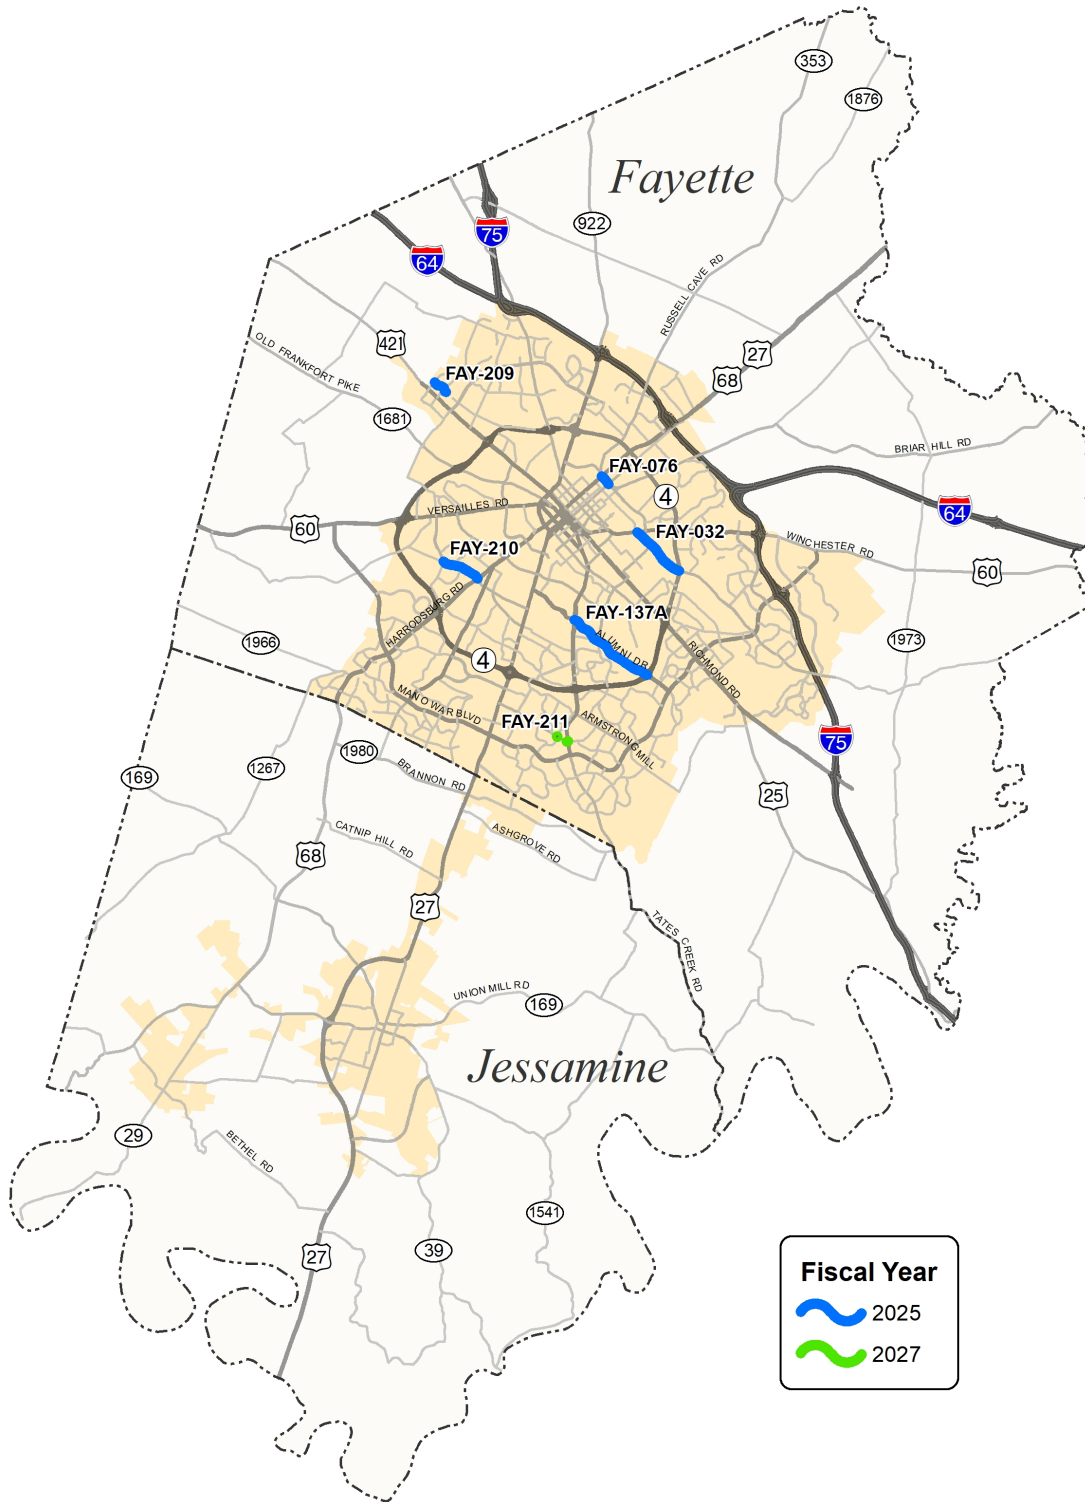 353
1876
Fayette
922
75
64
RUSSELL CAVE RD
421
27
OLD FRANKFORT PIKE
68
FAY-209
1681
BRIAR HILL RD
FAY-076
4
VERSAILLES RD
64
60
FAY-032
WINCHESTER RD
FAY-210
60
HARRODSBURG RD
FAY-137A
1966
ALUMNI DR
1973
4
RICHMOND RD
MAN O WAR BLVD
FAY-211
ARMSTRONG MILL
75
1980
169
1267
BRANNON RD
25
CATNIP HILL RD
ASHGROVE RD
68
27
TATES CREEK RD
UNION MILL RD
169
Jessamine
29
BETHEL RD
1541
39
27
Fiscal Year
2025
2027